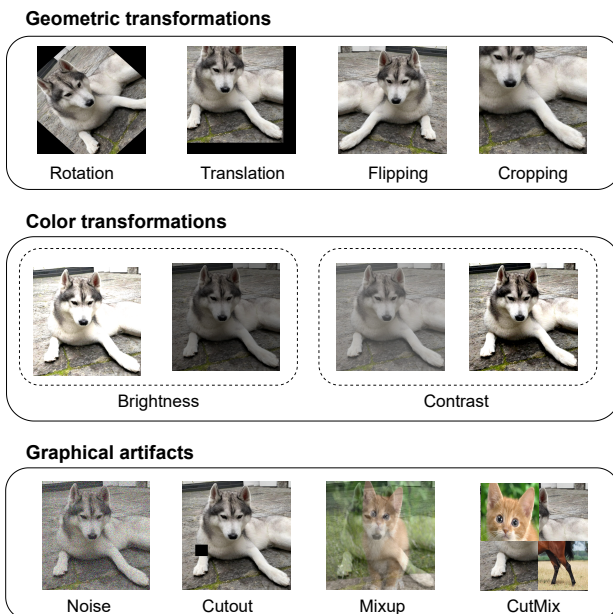 Geometric transformations
Rotation
Translation
Flipping
Cropping
Color transformations
Brightness
Contrast
Graphical artifacts
Noise
Cutout
Mixup
CutMix